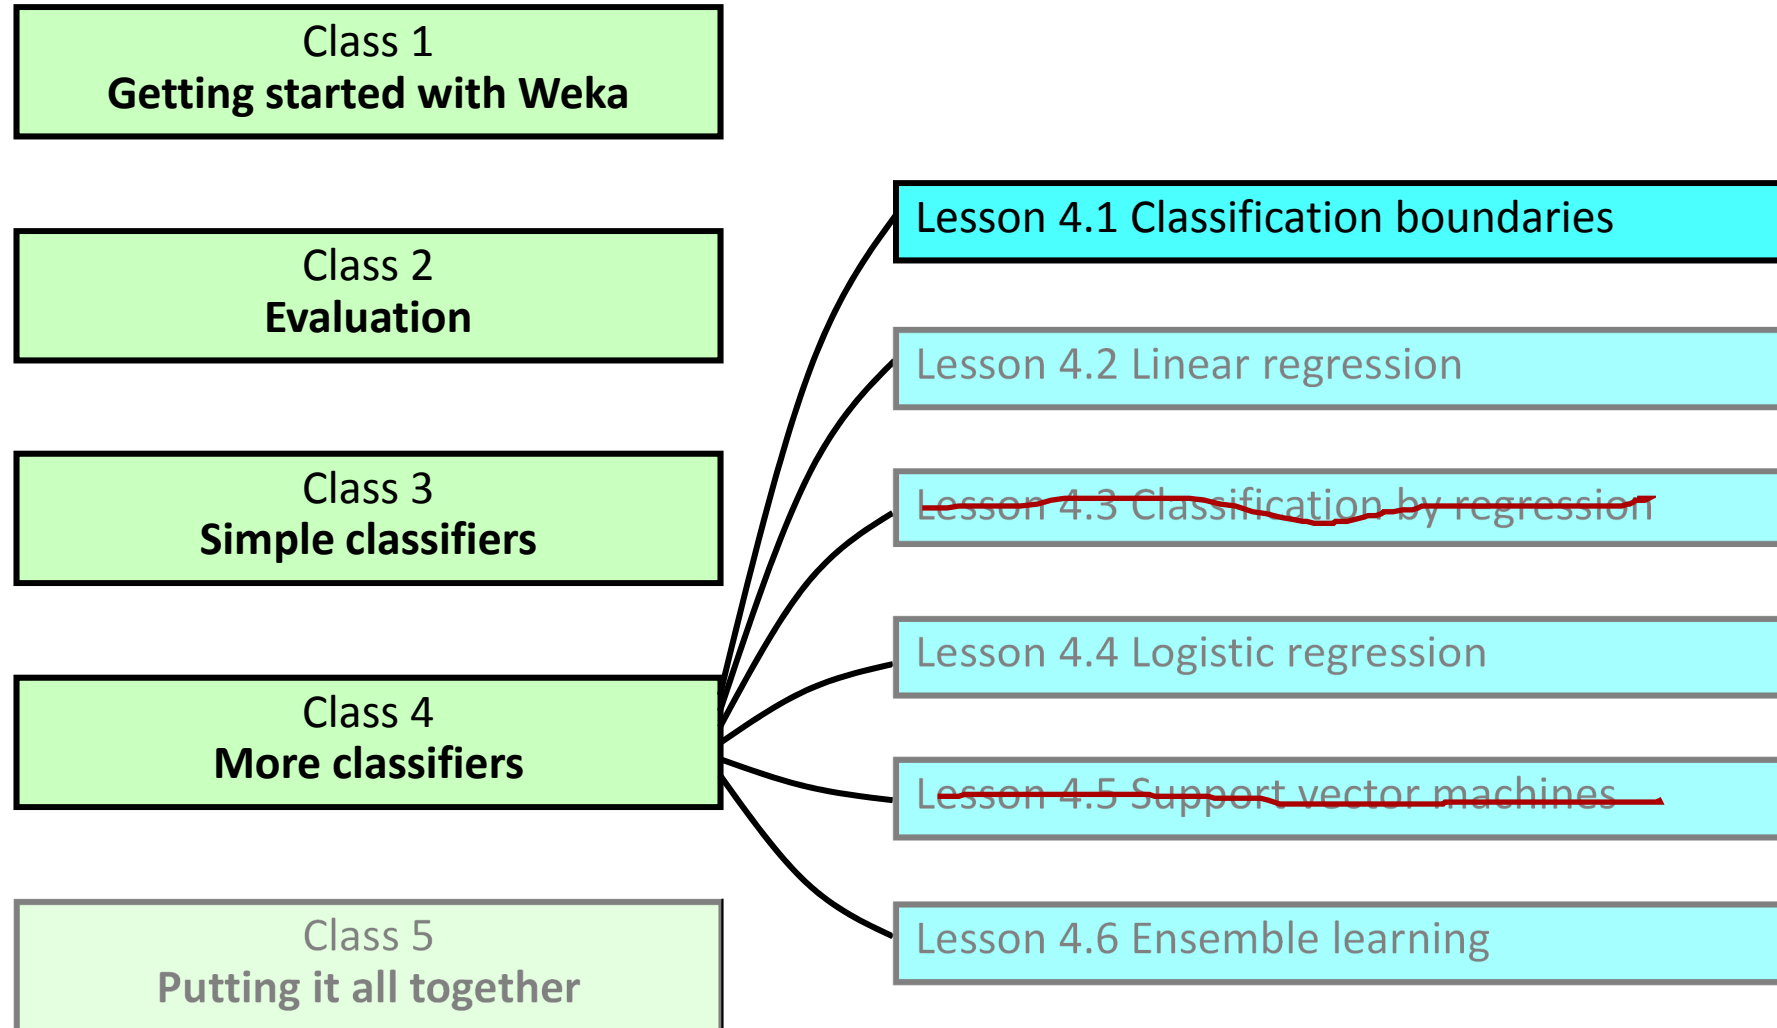 Class 1
Getting started with Weka
Class 2
Evaluation
Class 3
Simple classifiers
Class 4
More classifiers
Class 5
Putting it all together
Lesson 4.1 Classification boundaries
Lesson 4.2 Linear regression
Lesson 4.3 Classification by regression
Lesson 4.4 Logistic regression
Lesson 4.5 Support vector machines
Lesson 4.6 Ensemble learning